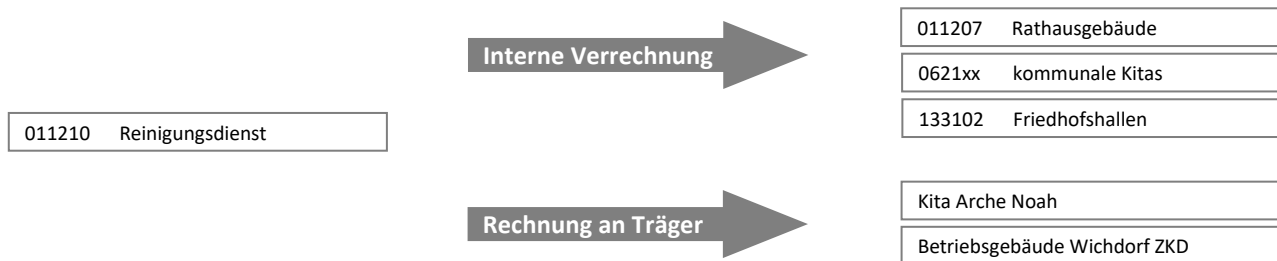 011210 Reinigungsdienst
Interne Verrechnung
011207 Rathausgebäude
0621xx kommunale Kitas
133102 Friedhofshallen
Rechnung an Träger
Kita Arche Noah
Betriebsgebäude Wichdorf ZKD